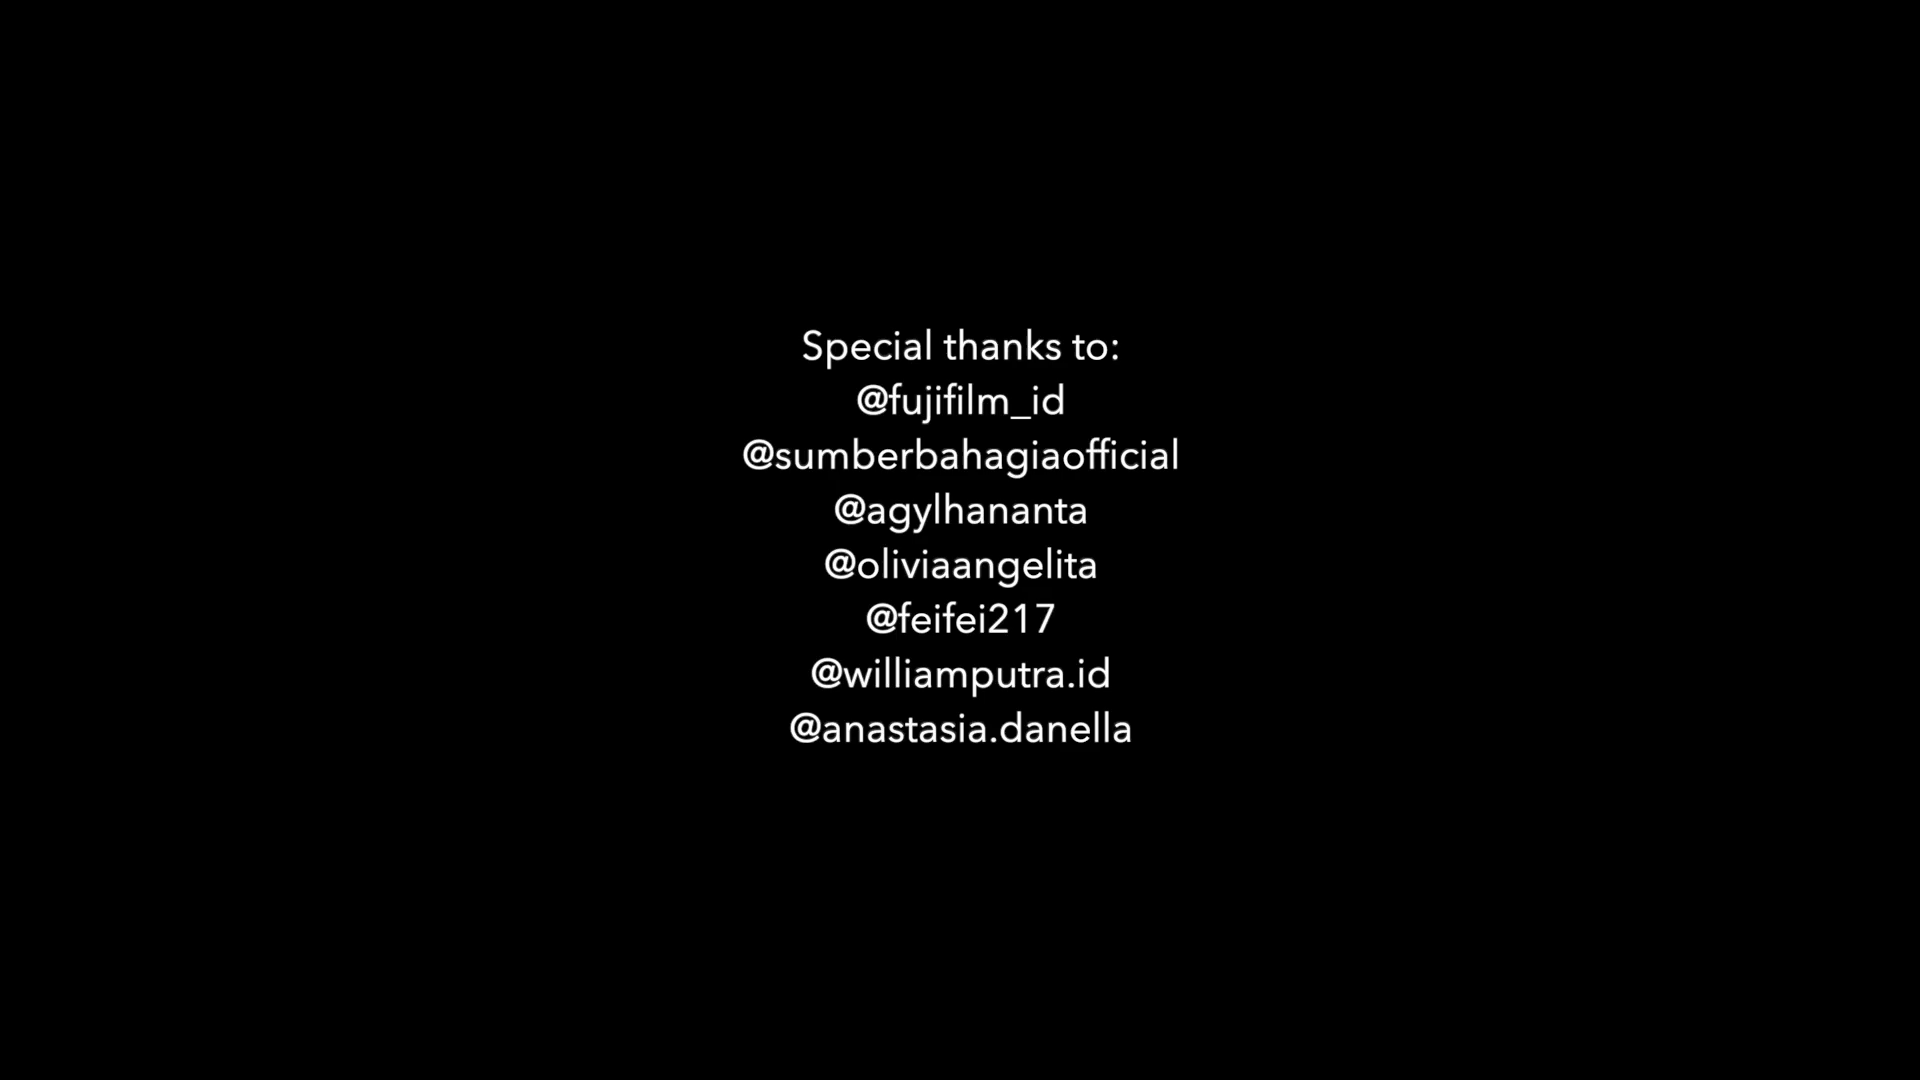 Special thanks to:
@fujifilm_id
@sumberbahagiaofficial
@agylhananta
@oliviaangelita
@feifei217
@williamputra.id
@anastasia.danella